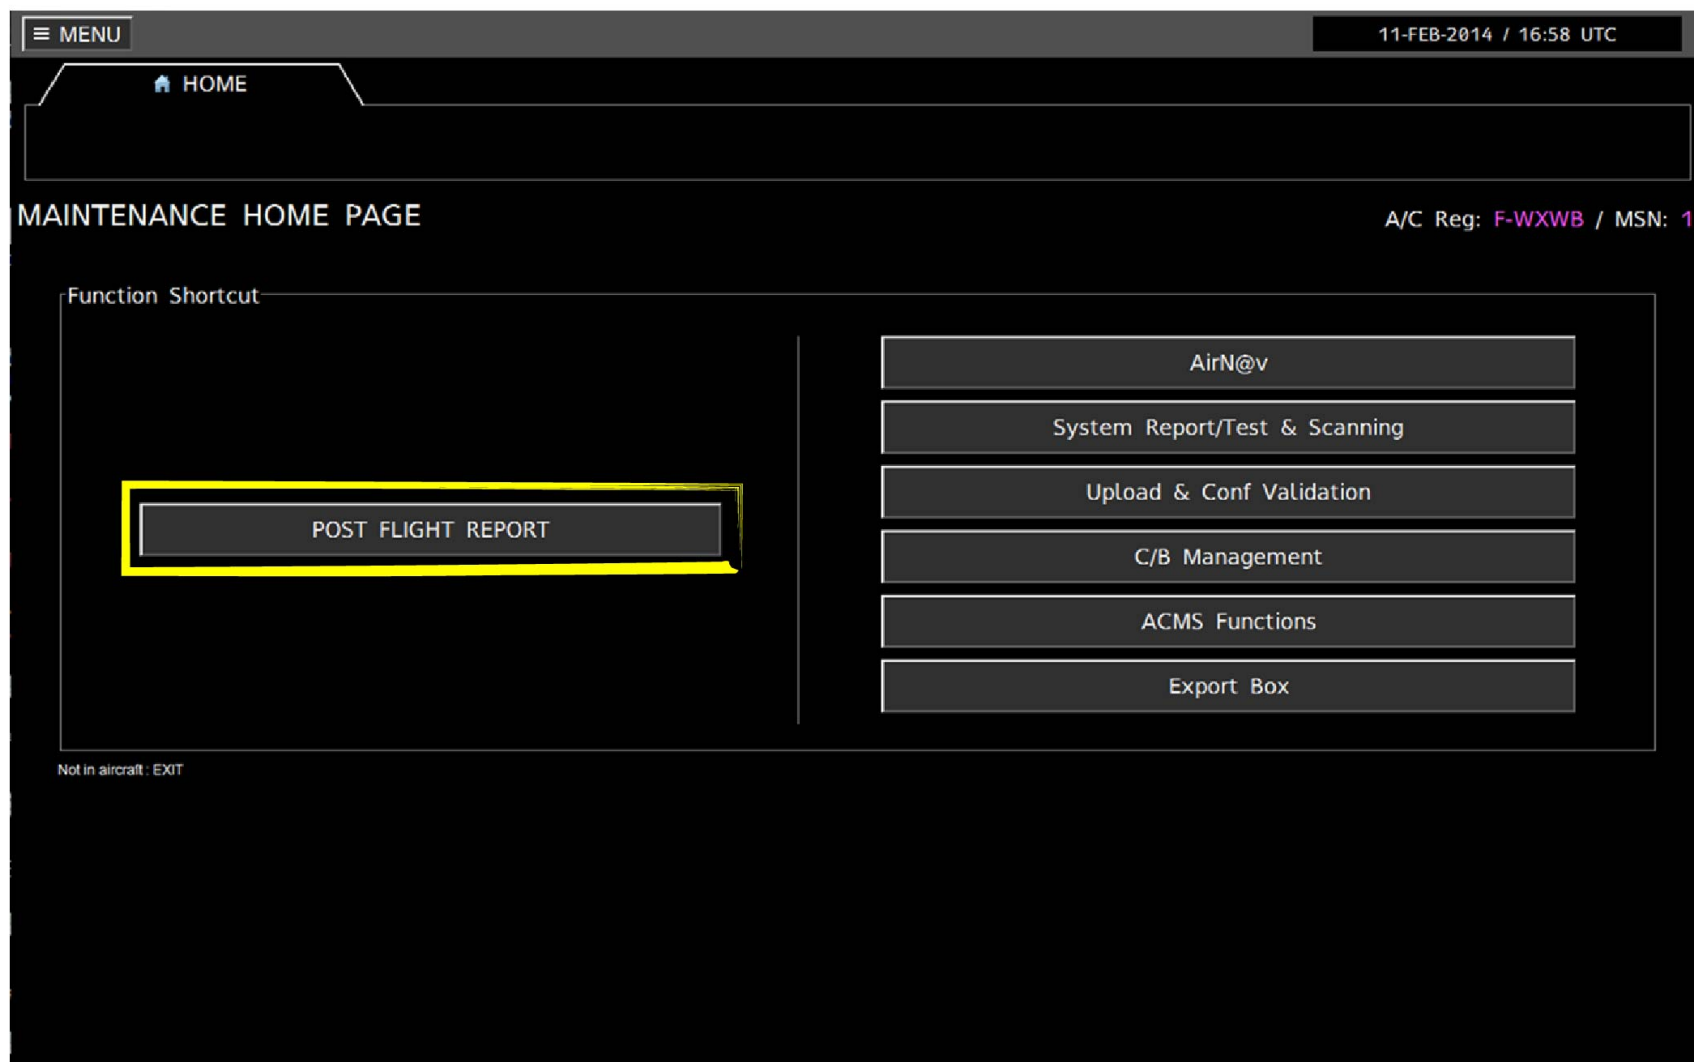 ≡ MENU
11-FEB-2014 / 16:58 UTC
HOME
MAINTENANCE HOME PAGE
A/C Reg: F-WXWB / MSN: 1
Function Shortcut
POST FLIGHT REPORT
AirN@v
System Report/Test & Scanning
Upload & Conf Validation
C/B Management
ACMS Functions
Export Box
Not in aircraft : EXIT